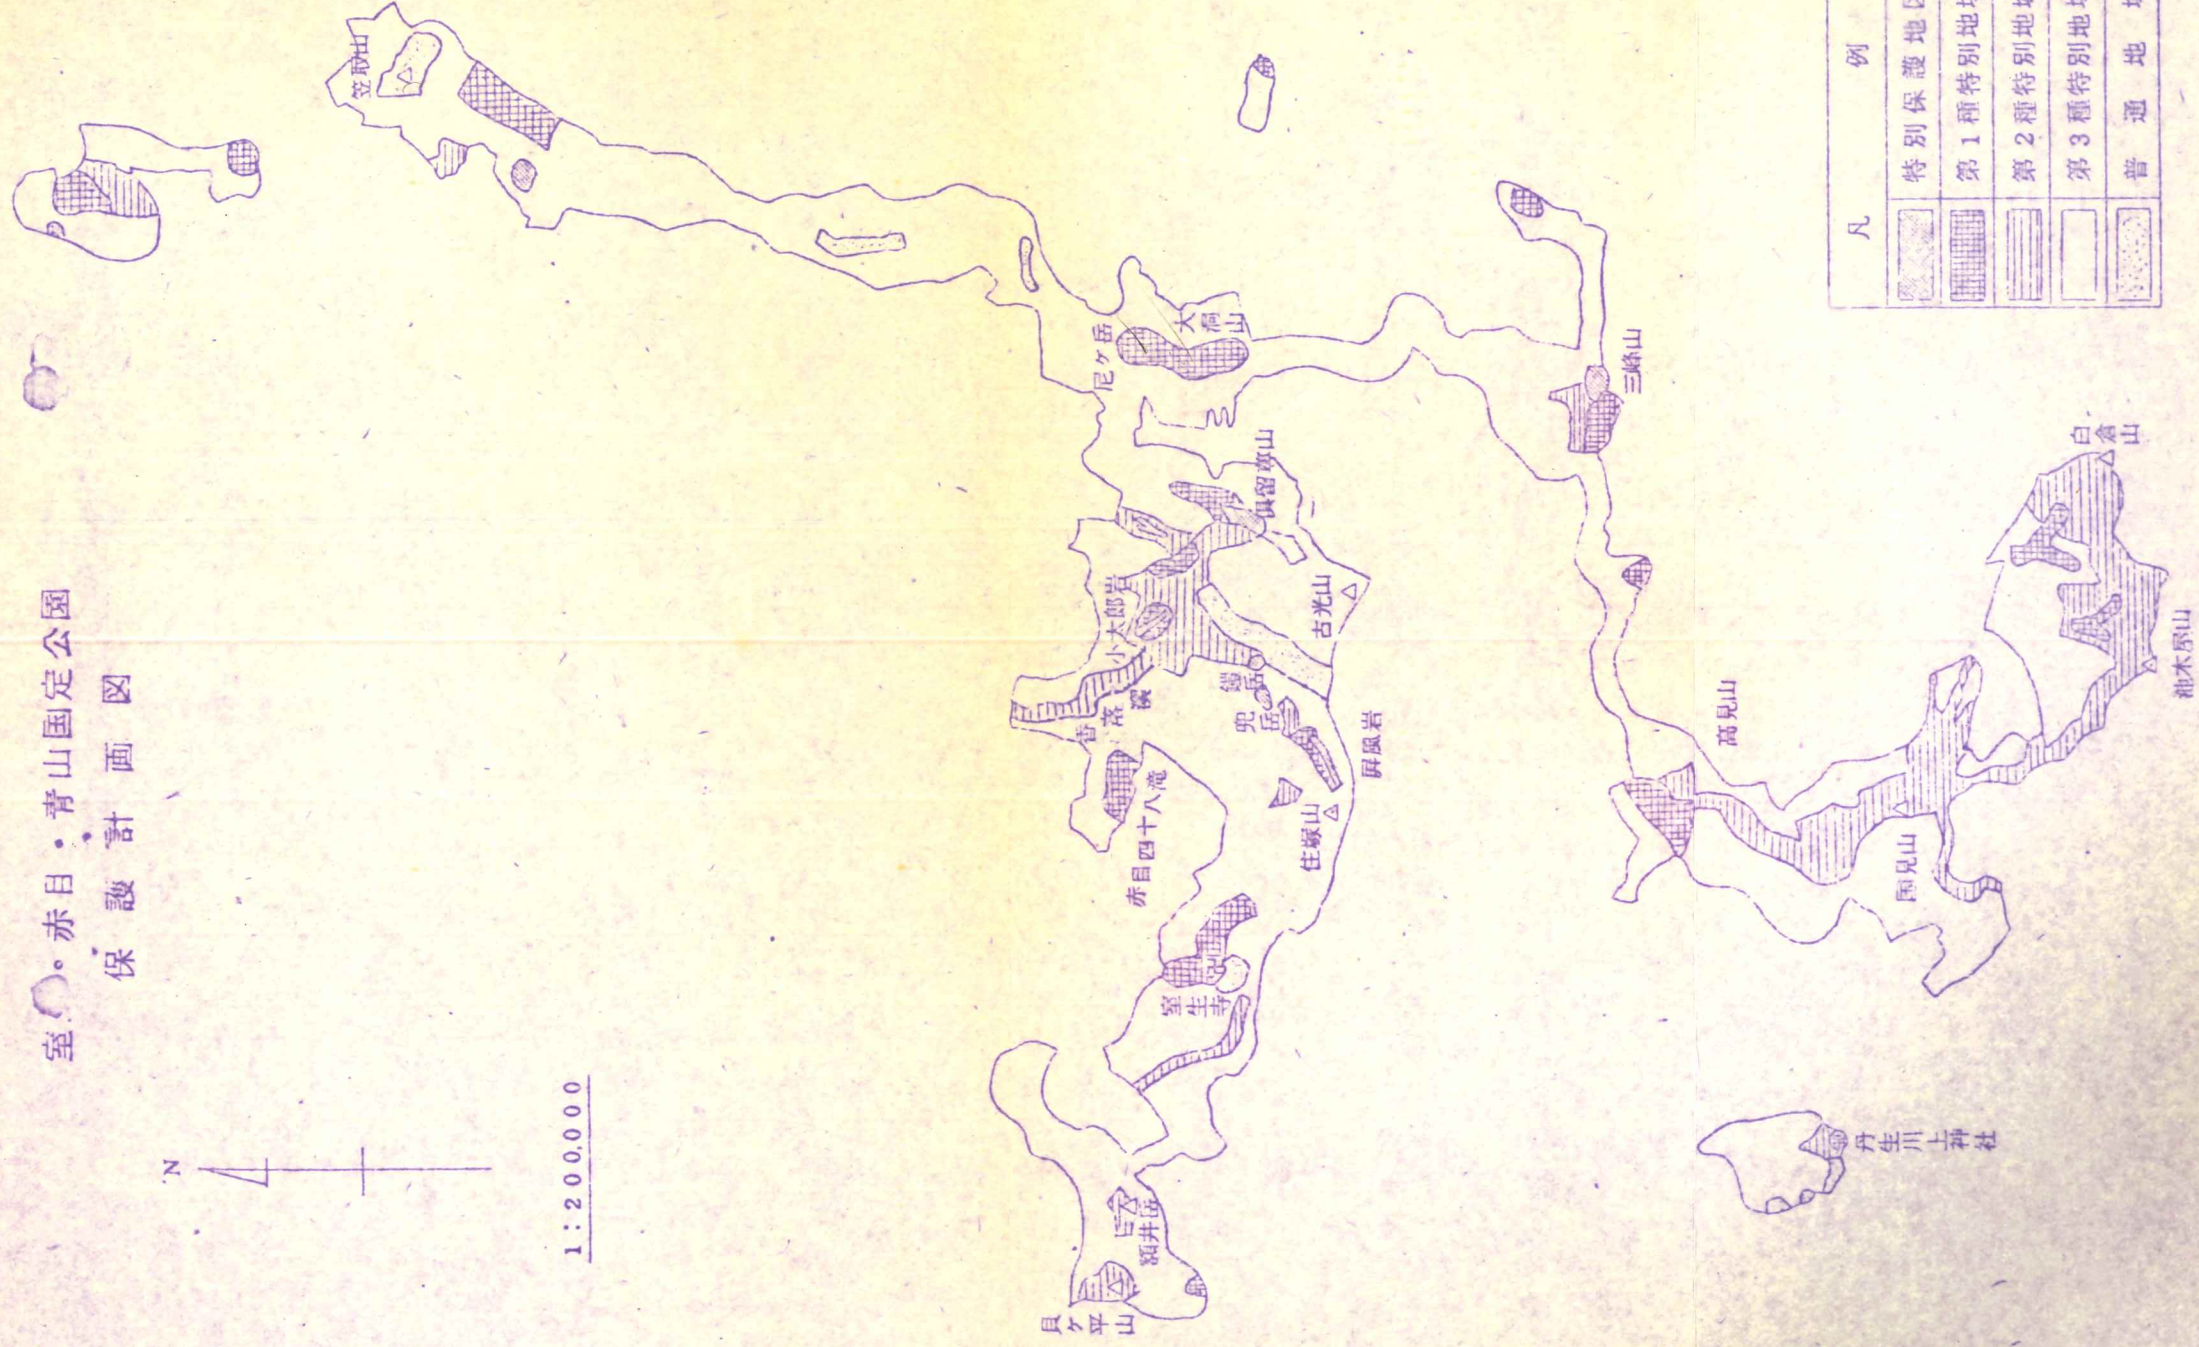 室・赤目・青山国定公園
保護計画図
N
1:200,000
凡例
特別保護地区
第1種特別地域
第2種特別地域
第3種特別地域
普通地域
笠取山
尼ヶ岳
大洞山
倶留尊山
三峰山
小太郎岩
香落渓
赤目四十八滝
鎧岳
兜岳
古光山
屏風岩
住塚山
室生寺
額井岳
貝ヶ平山
高見山
国見山
白倉山
池木屋山
丹生川上神社